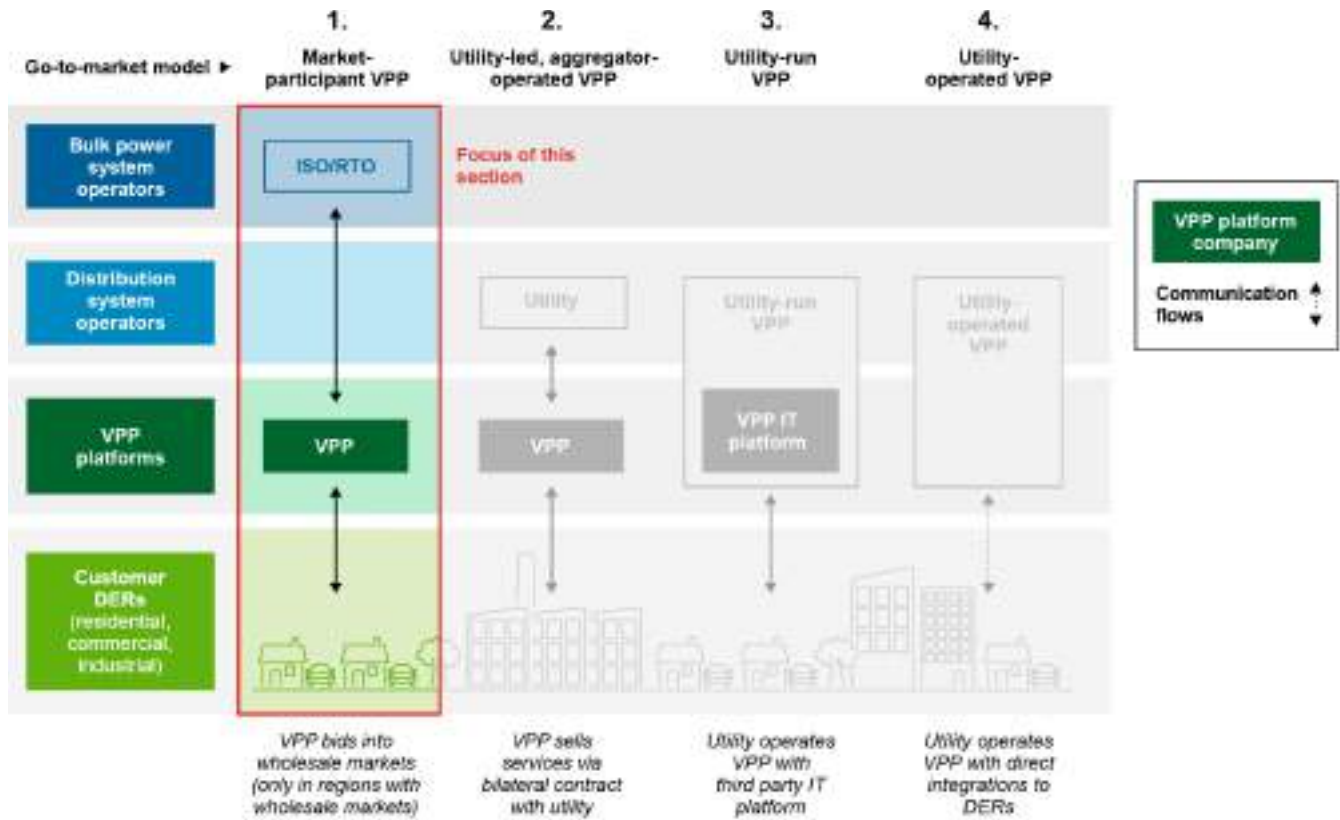 1.
2.
3.
4.
Go-to-market model ►
Market-
participant VPP
Utility-led, aggregator-
operated VPP
Utility-run
VPP
Utility-
operated VPP
Bulk power
system
operators
ISO/RTO
Focus of this
section
VPP platform
company
Communication
flows
Distribution
system
operators
Utility
Utility-run
VPP
Utility-
operated
VPP
VPP
platforms
VPP
VPP
VPP IT
platform
Customer
DERs
(residential,
commercial,
industrial)
VPP bids into
wholesale markets
(only in regions with
wholesale markets)
VPP sells
services via
bilateral contract
with utility
Utility operates
VPP with
third party IT
platform
Utility operates
VPP with direct
integrations to
DERs